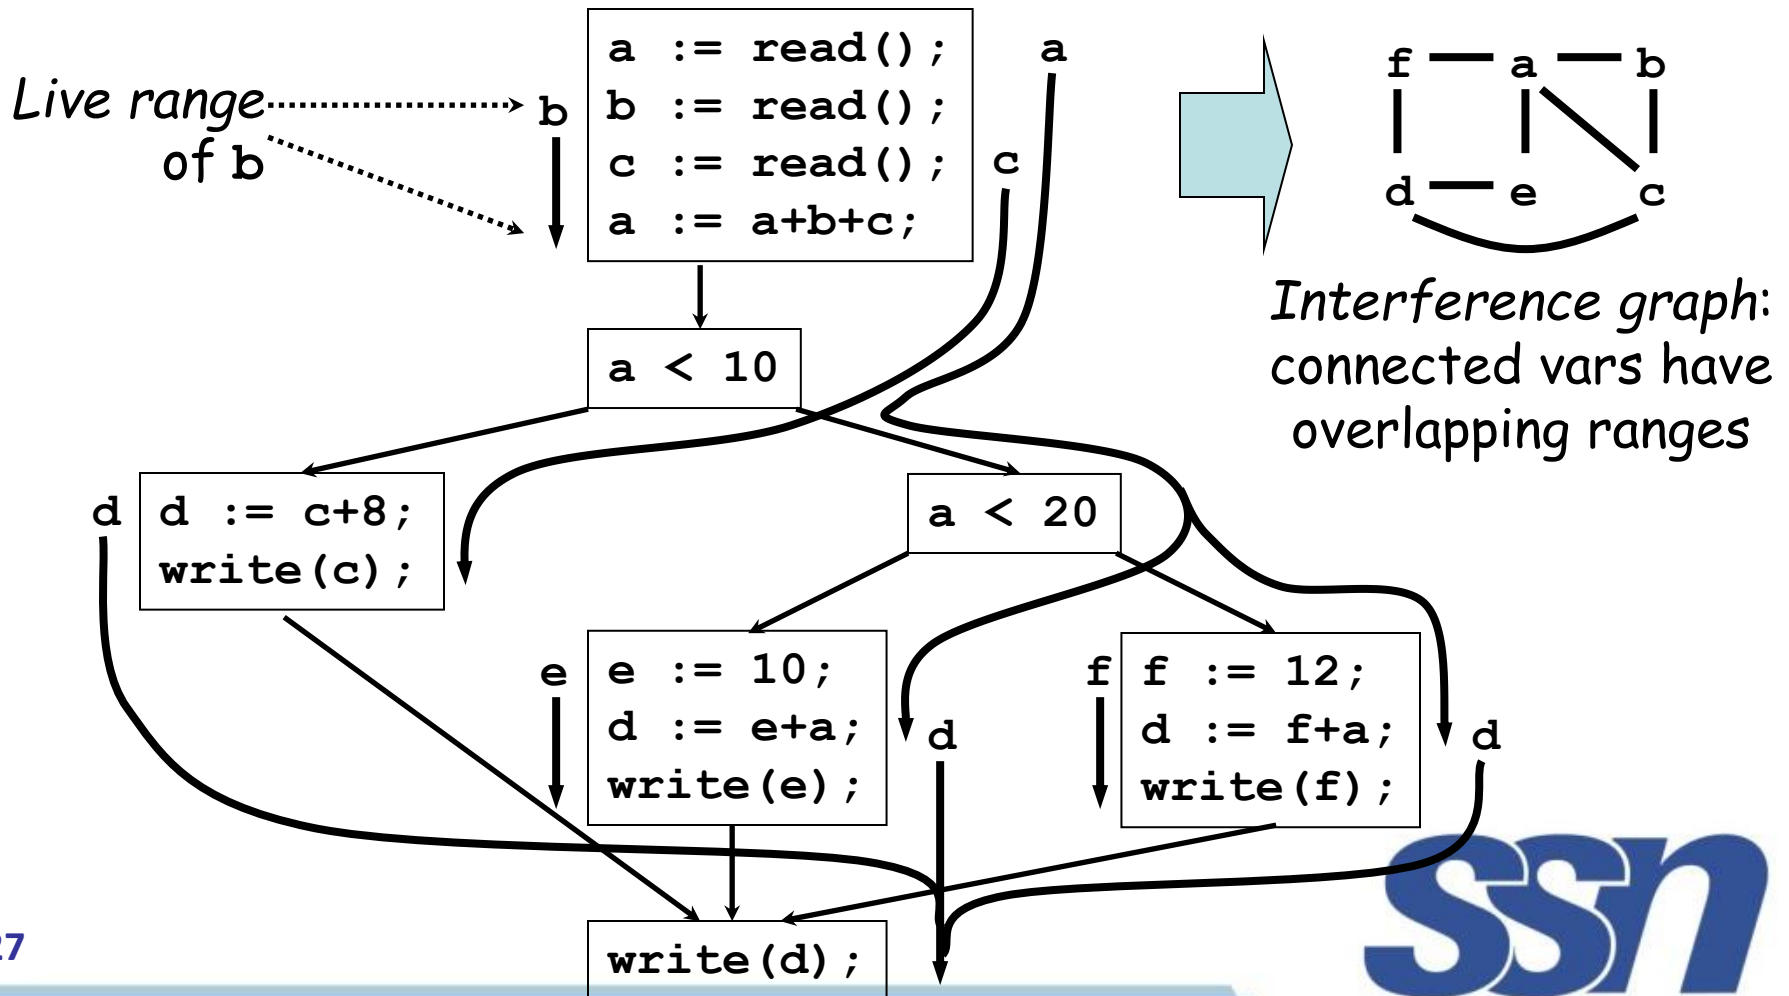 a := read();
b := read();
c := read();
a := a+b+c;
a
b
c
Live range
of b
f a b
d e c
Interference graph:
connected vars have
overlapping ranges
a < 10
d
d := c+8;
write(c);
a < 20
e
e := 10;
d := e+a;
write(e);
d
f
f := 12;
d := f+a;
write(f);
d
write(d);
27
ssn